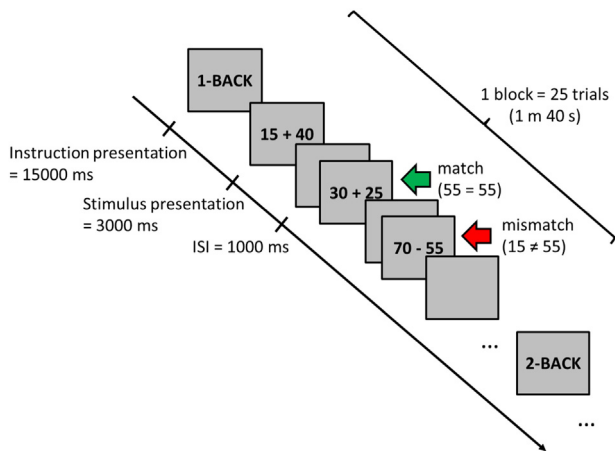 1-BACK
15 + 40
30 + 25
70 - 55
2-BACK
match
(55 = 55)
mismatch
(15 ≠ 55)
1 block = 25 trials
(1 m 40 s)
Instruction presentation
= 15000 ms
Stimulus presentation
= 3000 ms
ISI = 1000 ms
...
...